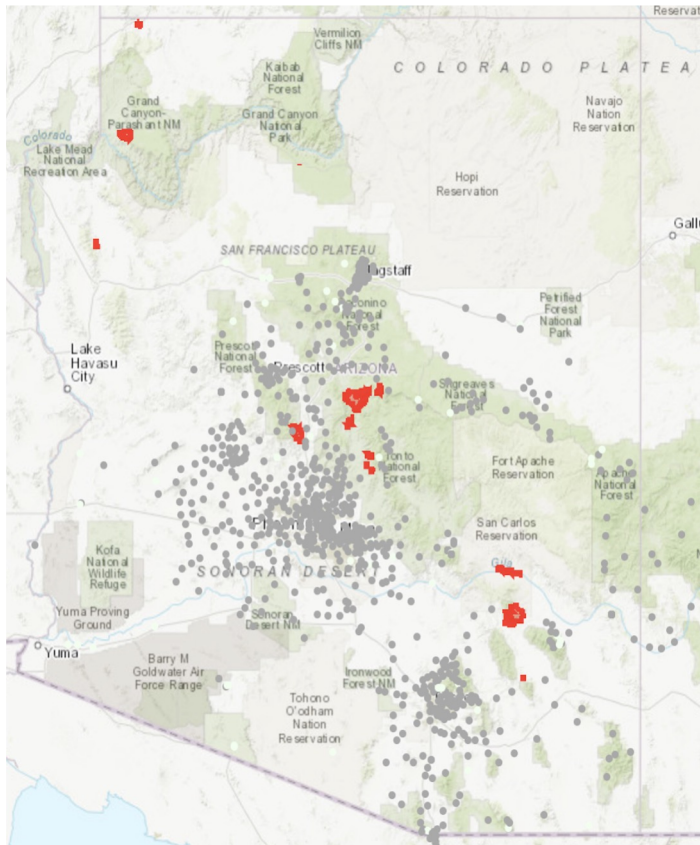 Reservat
Vermilion
Cliffs NM
COLORADO PLATEA
Kaibab
National
Forest
Grand
Canyon-
Parashant NM
Grand Canyon
National
Park
Navajo
Nation
Reservation
Colorado
Lake Mead
National
Recreation Area
Hopi
Reservation
Gallu
SAN FRANCISCO PLATEAU
Petrified
Forest
National
Park
Lake
Havasu
City
Prescott
National
Forest
ARIZONA
Sitgreaves
National
Forest
Tonto
National
Forest
Fort Apache
Reservation
Apache
National
Forest
San Carlos
Reservation
Kofa
National
Wildlife
Refuge
SONORAN DESERT
Gila
Yuma Proving
Ground
Sonoran
Desert NM
Yuma
Barry M
Goldwater Air
Force Range
Ironwood
Forest NM
Tohono
O'odham
Nation
Reservation